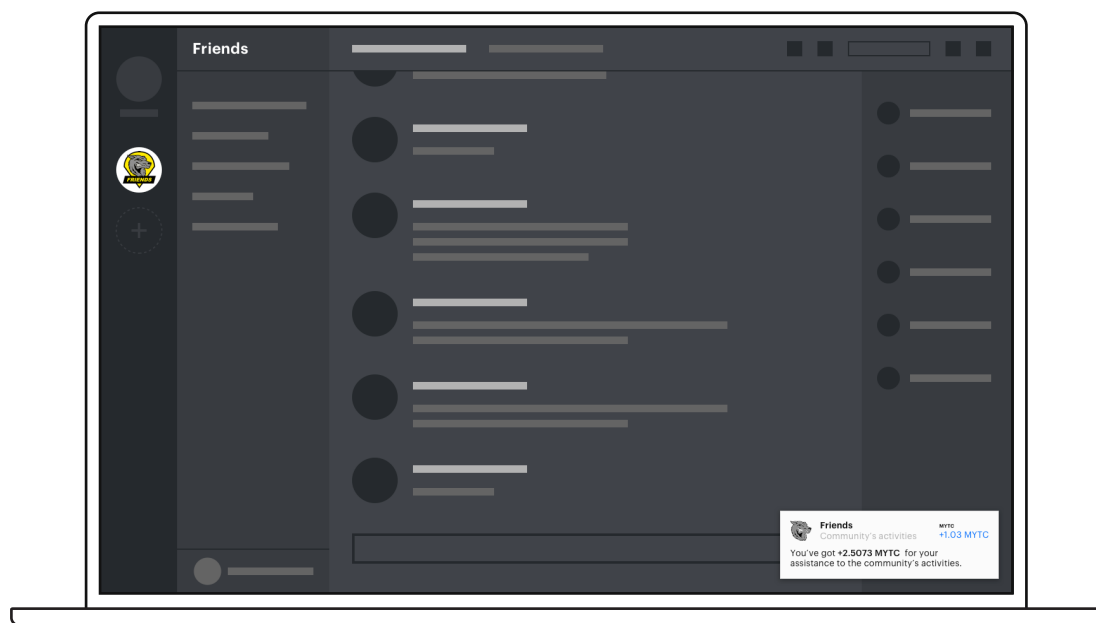 Friends
FRIENDS
Friends
Community's activities
MYTC
+1.03 MYTC
You've got +2.5073 MYTC for your
assistance to the community's activities.